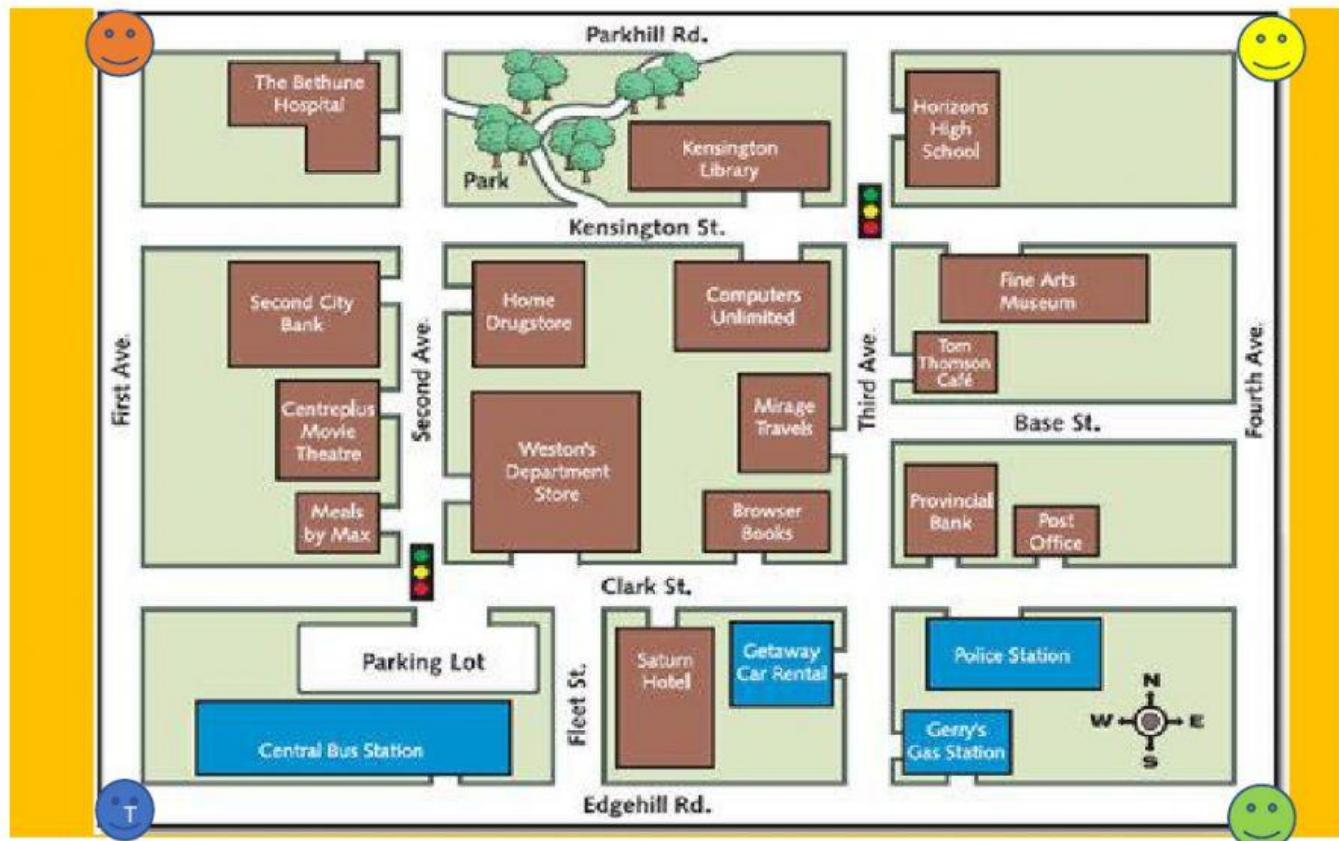 Parkhill Rd.
The Bethune
Hospital
Park
Kensington
Library
Horizons
High
School
Kensington St.
First Ave.
Second City
Bank
Centreplus
Movie
Theatre
Meals
by Max
Second Ave.
Home
Drugstore
Computers
Unlimited
Weston's
Department
Store
Mirage
Travels
Browser
Books
Third Ave.
Fine Arts
Museum
Tom
Thomson
Café
Base St.
Fourth Ave.
Provincial
Bank
Post
Office
Clark St.
Parking Lot
Central Bus Station
Fleet St.
Saturn
Hotell
Getaway
Car Rental
Police Station
Gerry's
Gas Station
N
W E
S
T
Edgehill Rd.